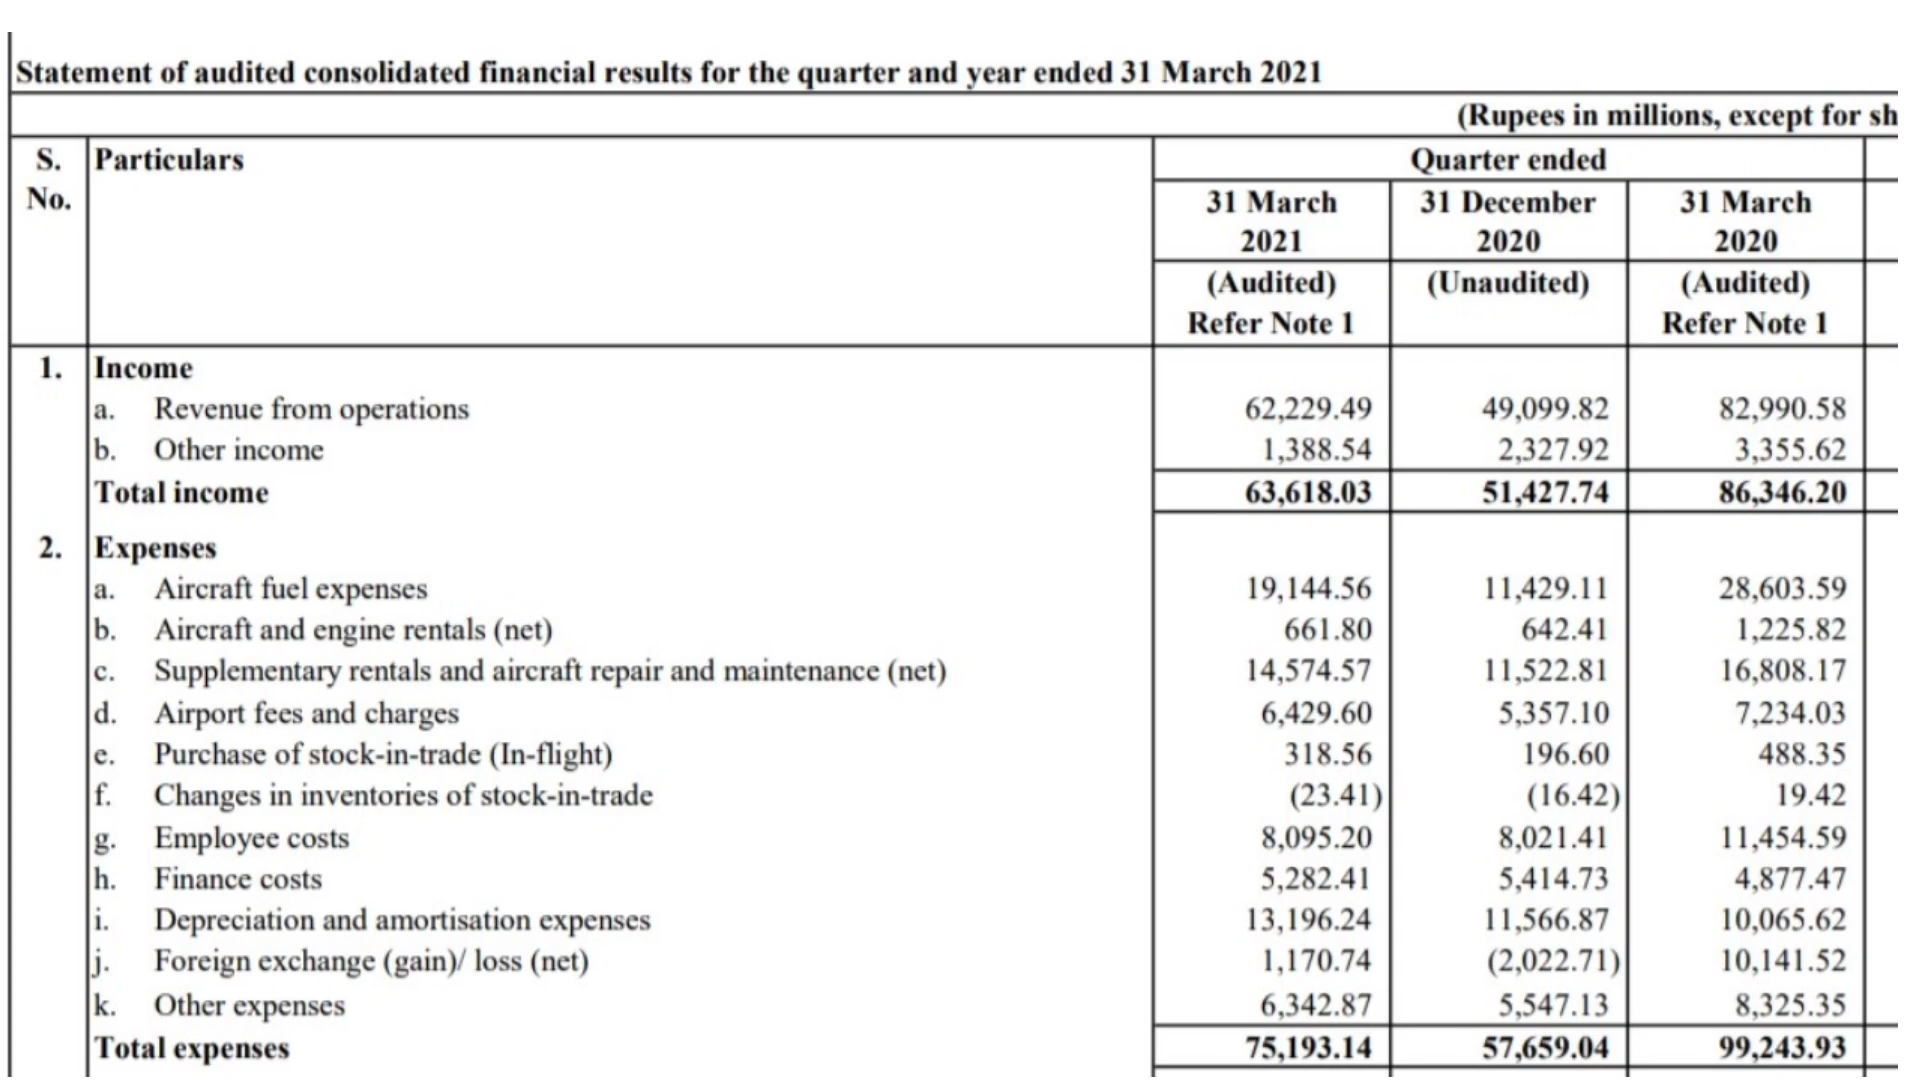 Statement of audited consolidated financial results for the quarter and year ended 31 March 2021
(Rupees in millions, except for sh
S. No. Particulars Quarter ended
31 March 2021 31 December 2020 31 March 2020
(Audited) Refer Note 1 (Unaudited) (Audited) Refer Note 1
1. Income
a. Revenue from operations 62,229.49 49,099.82 82,990.58
b. Other income 1,388.54 2,327.92 3,355.62
Total income 63,618.03 51,427.74 86,346.20
2. Expenses
a. Aircraft fuel expenses 19,144.56 11,429.11 28,603.59
b. Aircraft and engine rentals (net) 661.80 642.41 1,225.82
c. Supplementary rentals and aircraft repair and maintenance (net) 14,574.57 11,522.81 16,808.17
d. Airport fees and charges 6,429.60 5,357.10 7,234.03
e. Purchase of stock-in-trade (In-flight) 318.56 196.60 488.35
f. Changes in inventories of stock-in-trade (23.41) (16.42) 19.42
g. Employee costs 8,095.20 8,021.41 11,454.59
h. Finance costs 5,282.41 5,414.73 4,877.47
i. Depreciation and amortisation expenses 13,196.24 11,566.87 10,065.62
j. Foreign exchange (gain)/ loss (net) 1,170.74 (2,022.71) 10,141.52
k. Other expenses 6,342.87 5,547.13 8,325.35
Total expenses 75,193.14 57,659.04 99,243.93